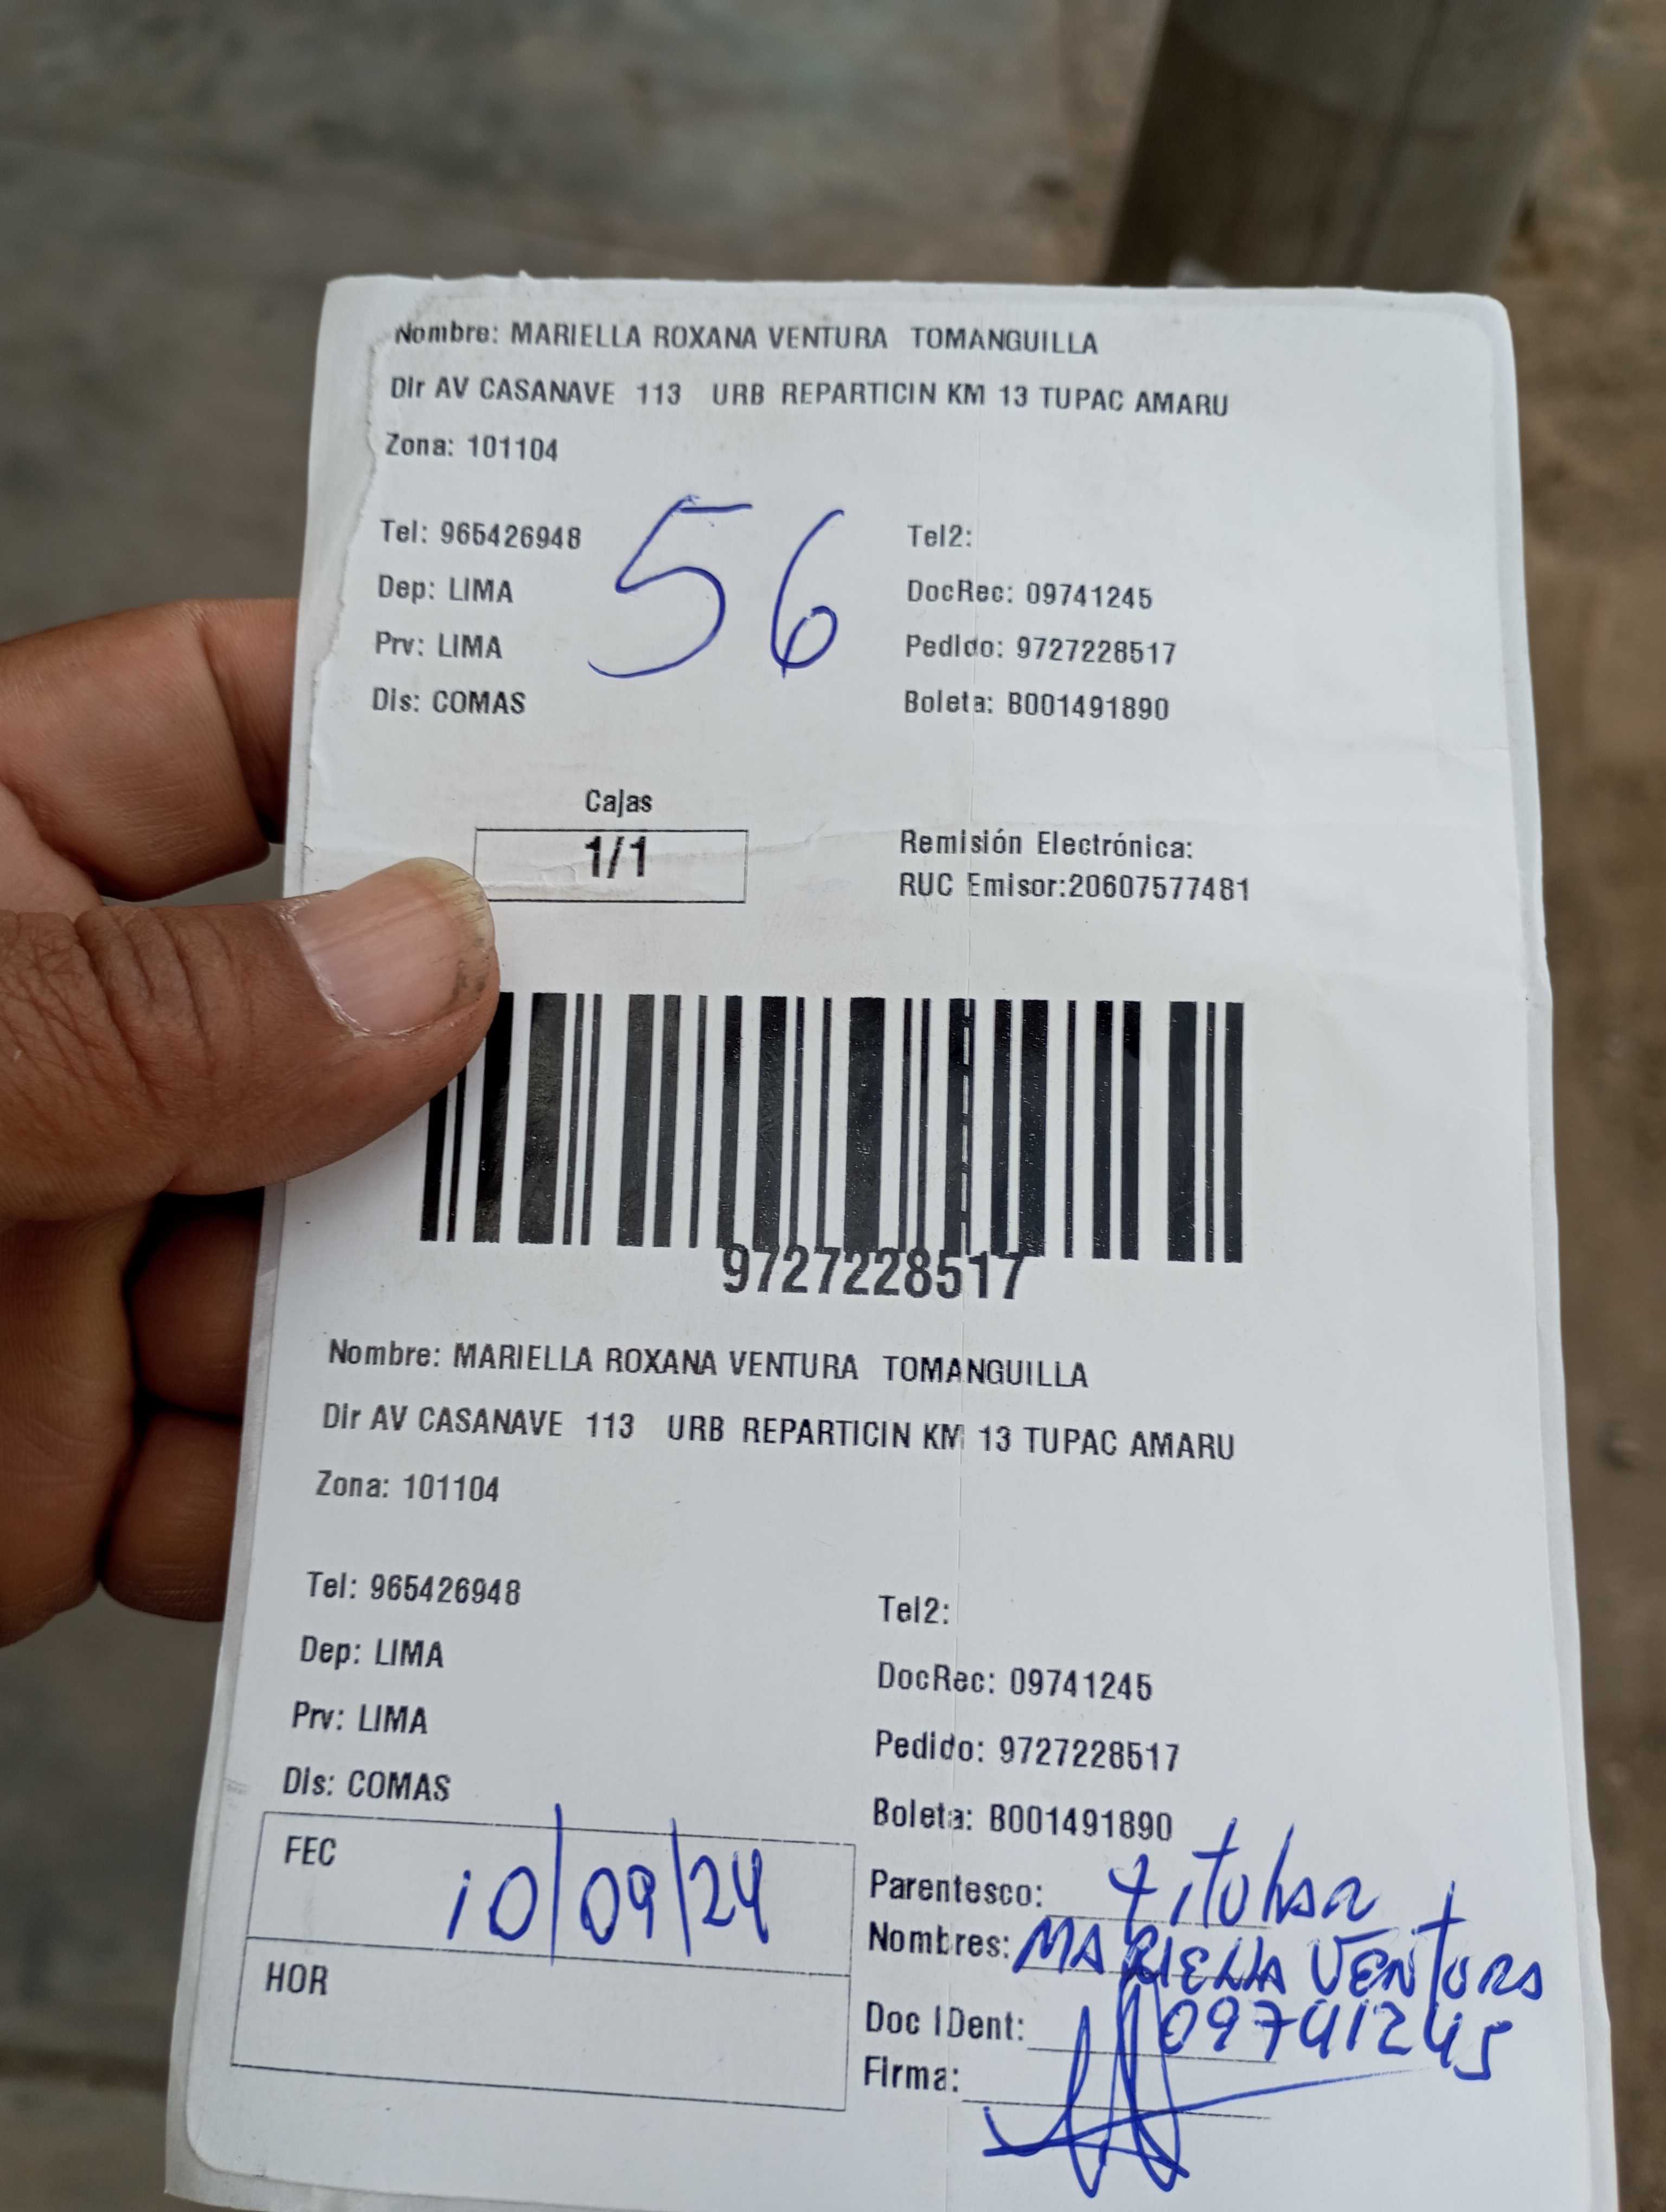 Nombre: MARIELLA ROXANA VENTURA TOMANGUILLA
Dir AV CASANAVE 113 URB REPARTICIN KM 13 TUPAC AMARU
Zona: 101104
56
Tel: 965426948 Tel2:
Dep: LIMA DocRec: 09741245
Prv: LIMA Pedido: 9727228517
Dis: COMAS Boleta: B001491890
Cajas
1/1
Remisión Electrónica:
RUC Emisor:20607577481
9727228517
Nombre: MARIELLA ROXANA VENTURA TOMANGUILLA
Dir AV CASANAVE 113 URB REPARTICIN KM 13 TUPAC AMARU
Zona: 101104
Tel: 965426948 Tel2:
Dep: LIMA DocRec: 09741245
Prv: LIMA Pedido: 9727228517
Dis: COMAS Boleta: B001491890
FEC 10/09/24
HOR
Parentesco: titular
Nombres: MARIELLA VENTURA
Doc IDent: 09741245
Firma: